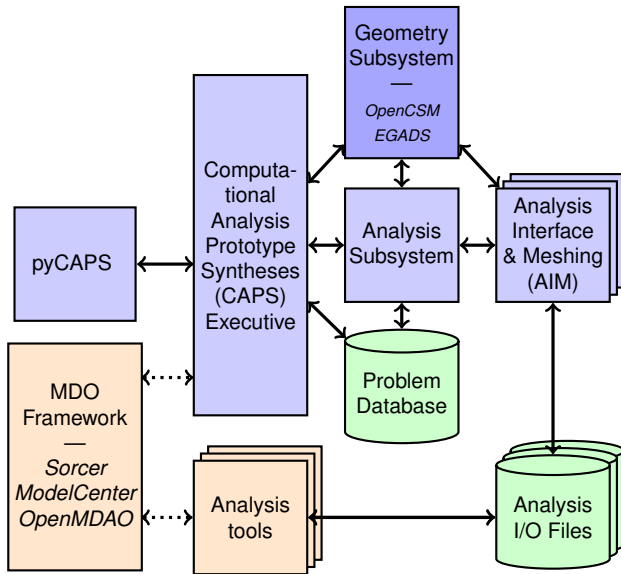 Geometry
Subsystem
—
OpenCSM
EGADS
Computa-
tional
Analysis
Prototype
Syntheses
(CAPS)
Executive
pyCAPS
Analysis
Subsystem
Analysis
Interface
& Meshing
(AIM)
Problem
Database
MDO
Framework
—
Sorcer
ModelCenter
OpenMDAO
Analysis
tools
Analysis
I/O Files